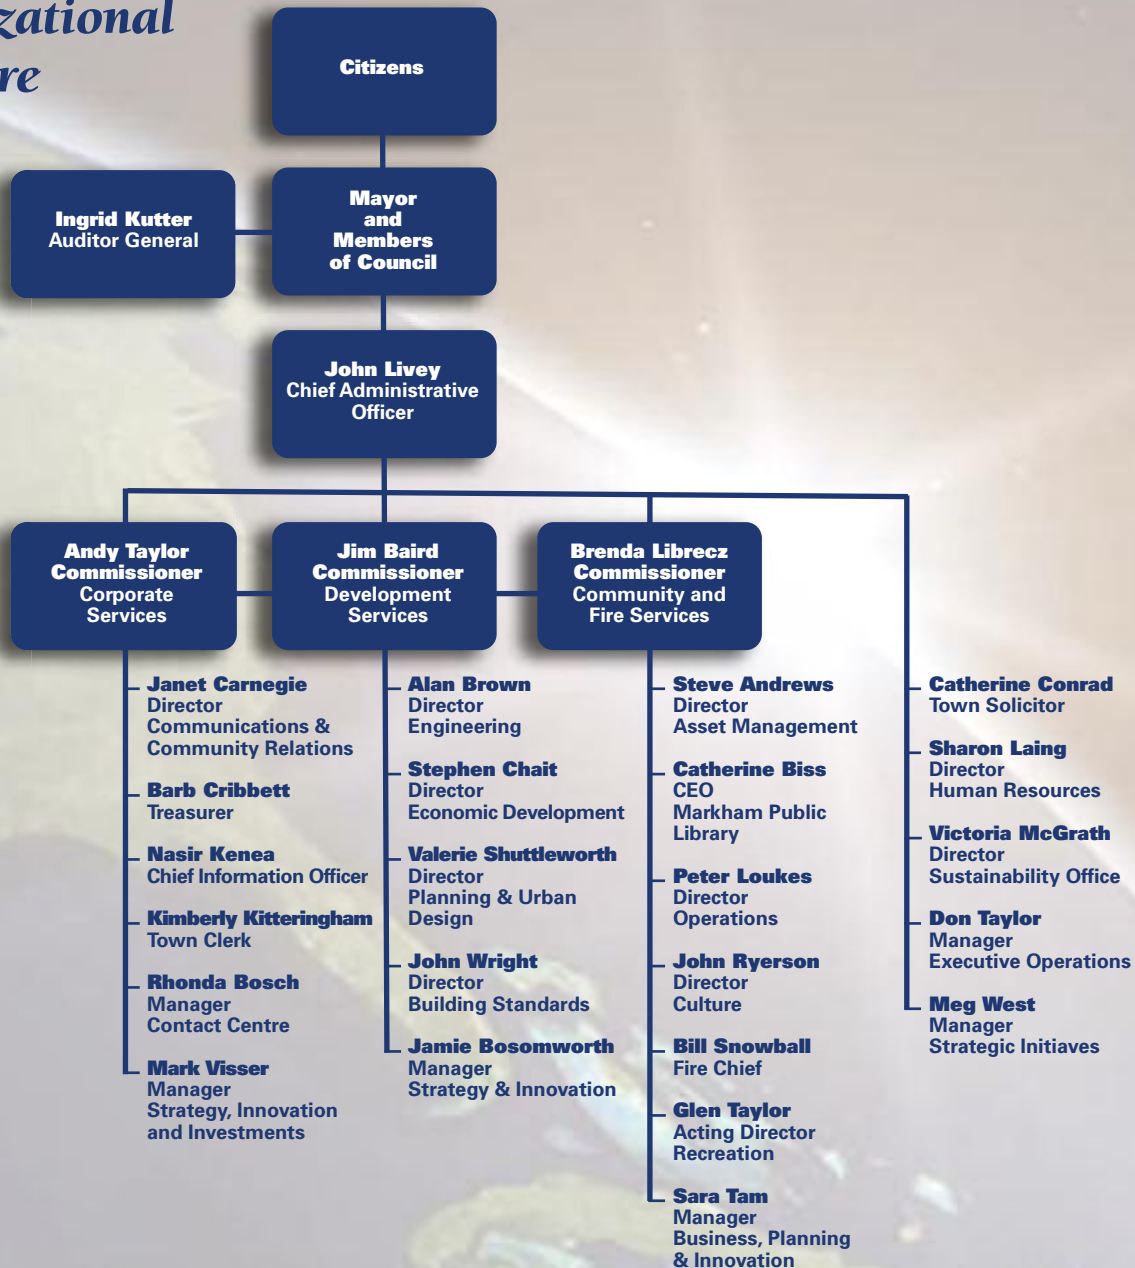 zational
re
Citizens
Ingrid Kutter
Auditor General
Mayor
and
Members
of Council
John Livey
Chief Administrative
Officer
Andy Taylor
Commissioner
Corporate
Services
Jim Baird
Commissioner
Development
Services
Brenda Librecz
Commissioner
Community and
Fire Services
Janet Carnegie
Director
Communications &
Community Relations
Barb Cribbett
Treasurer
Nasir Kenea
Chief Information Officer
Kimberly Kitteringham
Town Clerk
Rhonda Bosch
Manager
Contact Centre
Mark Visser
Manager
Strategy, Innovation
and Investments
Alan Brown
Director
Engineering
Stephen Chait
Director
Economic Development
Valerie Shuttleworth
Director
Planning & Urban
Design
John Wright
Director
Building Standards
Jamie Bosomworth
Manager
Strategy & Innovation
Steve Andrews
Director
Asset Management
Catherine Biss
CEO
Markham Public
Library
Peter Loukes
Director
Operations
John Ryerson
Director
Culture
Bill Snowball
Fire Chief
Glen Taylor
Acting Director
Recreation
Sara Tam
Manager
Business, Planning
& Innovation
Catherine Conrad
Town Solicitor
Sharon Laing
Director
Human Resources
Victoria McGrath
Director
Sustainability Office
Don Taylor
Manager
Executive Operations
Meg West
Manager
Strategic Initiaves